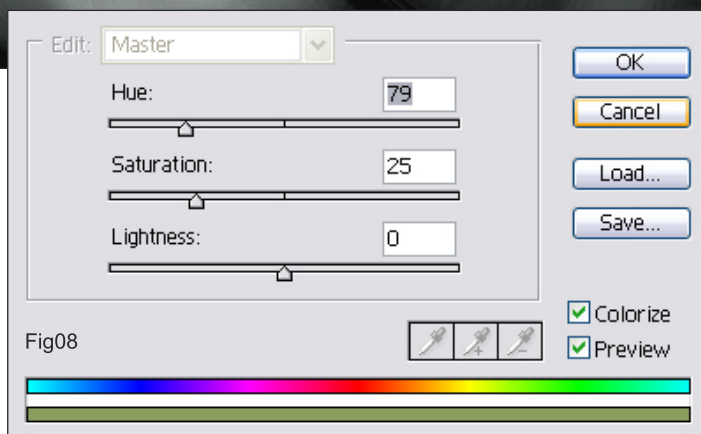 Edit: Master
Hue: 79
Saturation: 25
Lightness: 0
OK
Cancel
Load...
Save...
Colorize
Preview
Fig08